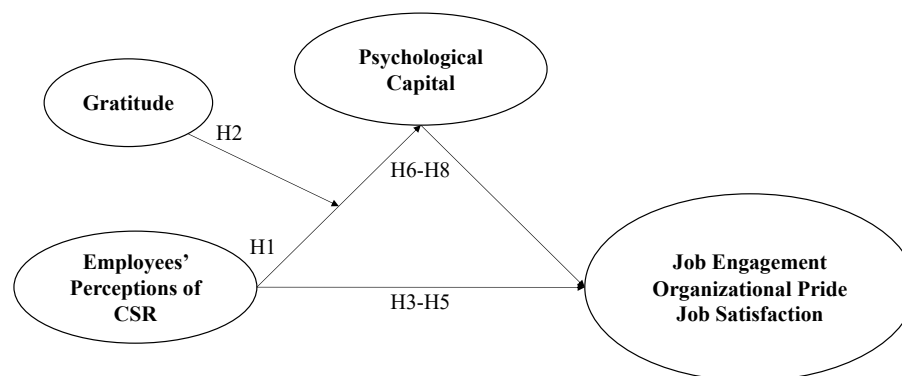 Psychological
Capital
Gratitude
H2
H6-H8
H1
Employees’
Perceptions of
CSR
H3-H5
Job Engagement
Organizational Pride
Job Satisfaction